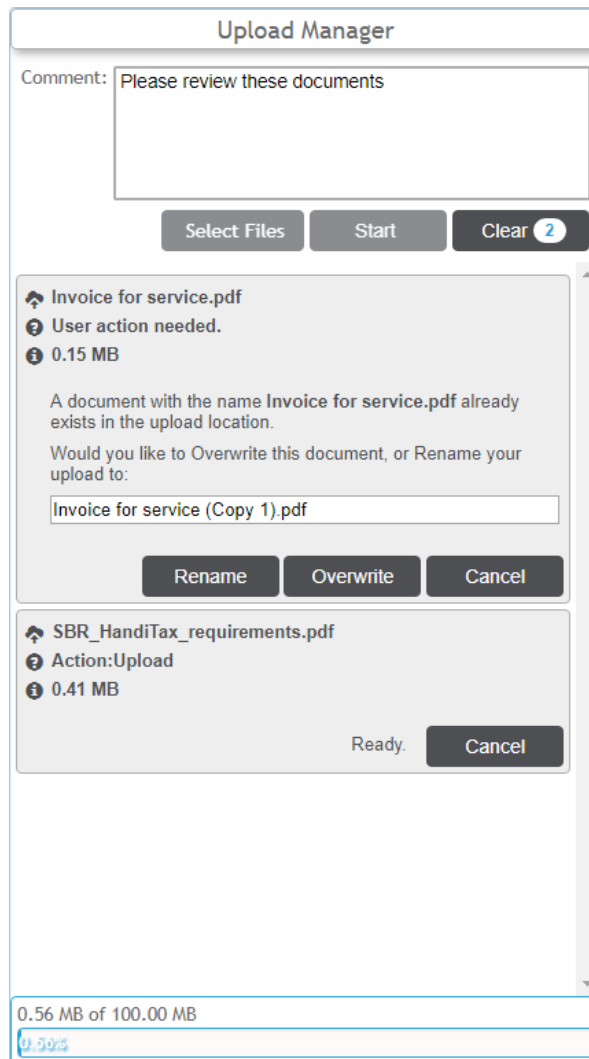 Upload Manager
Comment: Please review these documents
Select Files Start Clear 2
Invoice for service.pdf
User action needed.
0.15 MB
A document with the name Invoice for service.pdf already
exists in the upload location.
Would you like to Overwrite this document, or Rename your
upload to:
Invoice for service (Copy 1).pdf
Rename Overwrite Cancel
SBR_HandiTax_requirements.pdf
Action:Upload
0.41 MB
Ready. Cancel
0.56 MB of 100.00 MB
0.56%